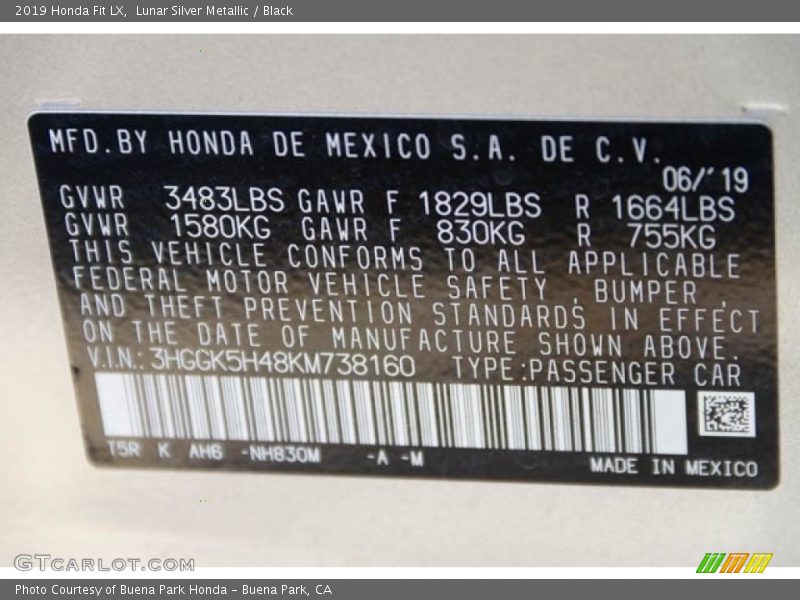 2019 Honda Fit LX, Lunar Silver Metallic / Black
MFD.BY HONDA DE MEXICO S.A. DE C.V.
06/'19
GVWR 3483LBS GAWR F 1829LBS R 1664LBS
GVWR 1580KG GAWR F 830KG R 755KG
THIS VEHICLE CONFORMS TO ALL APPLICABLE
FEDERAL MOTOR VEHICLE SAFETY, BUMPER,
AND THEFT PREVENTION STANDARDS IN EFFECT
ON THE DATE OF MANUFACTURE SHOWN ABOVE.
V.I.N.: 3HGGK5H48KM738160 TYPE:PASSENGER CAR
T5R K AH6 -NH830M -A -M
MADE IN MEXICO
GTCARLOT.COM
Photo Courtesy of Buena Park Honda - Buena Park, CA